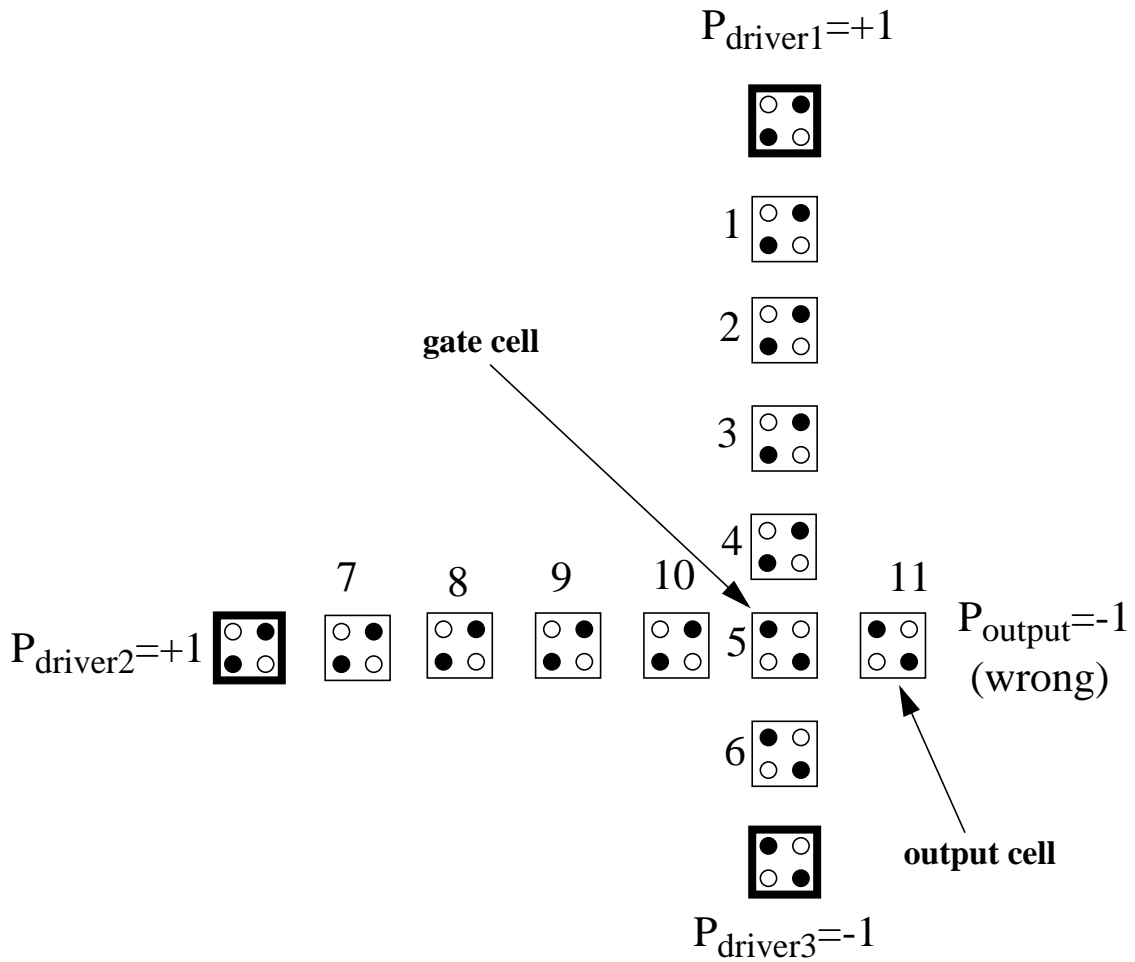 P_driver1=+1
1
2
gate cell
3
4
7 8 9 10 11
P_driver2=+1
5
P_output=-1
(wrong)
6
output cell
P_driver3=-1